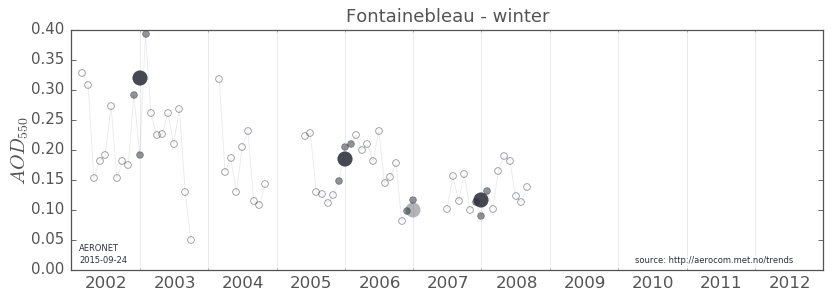 Fontainebleau - winter
0.40
0.35
0.30
0.25
0.20
0.15
0.10
0.05
0.00
AOD550
AERONET
2015-09-24
source: http://aerocom.met.no/trends
2002 2003 2004 2005 2006 2007 2008 2009 2010 2011 2012